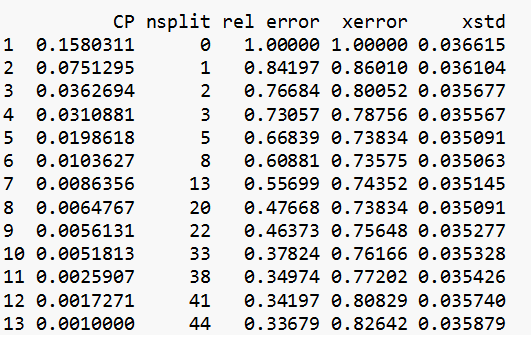 CP nsplit rel error xerror xstd
1 0.1580311 0 1.00000 1.00000 0.036615
2 0.0751295 1 0.84197 0.86010 0.036104
3 0.0362694 2 0.76684 0.80052 0.035677
4 0.0310881 3 0.73057 0.78756 0.035567
5 0.0198618 5 0.66839 0.73834 0.035091
6 0.0103627 8 0.60881 0.73575 0.035063
7 0.0086356 13 0.55699 0.74352 0.035145
8 0.0064767 20 0.47668 0.73834 0.035091
9 0.0056131 22 0.46373 0.75648 0.035277
10 0.0051813 33 0.37824 0.76166 0.035328
11 0.0025907 38 0.34974 0.77202 0.035426
12 0.0017271 41 0.34197 0.80829 0.035740
13 0.0010000 44 0.33679 0.82642 0.035879